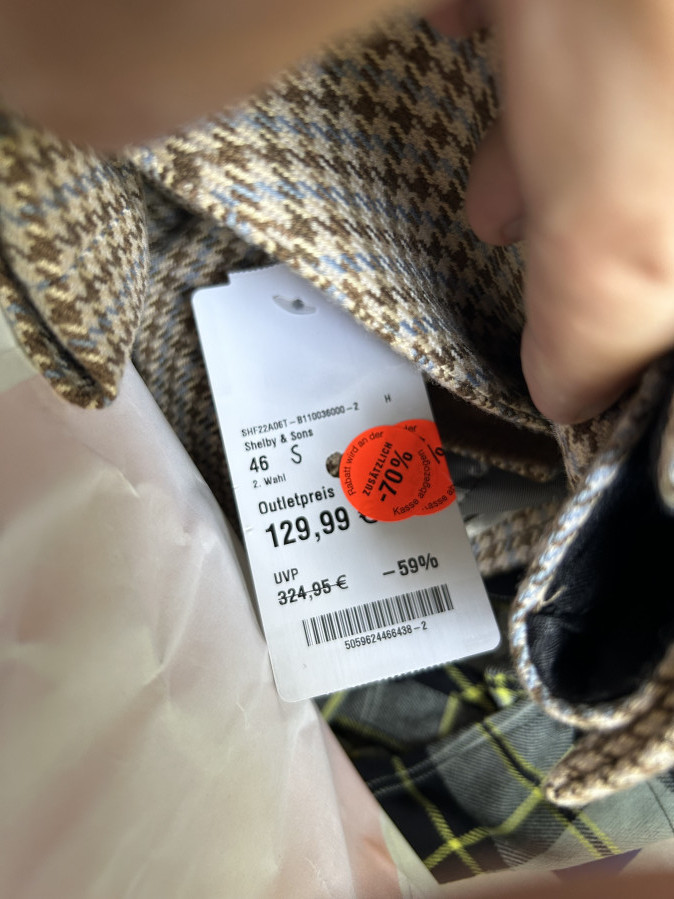 SHF22A06T-B110036000-2 H
Shelby & Sons
46 S
2. Wahl
Outletpreis
129,99 €
Rabatt wird an der
ZUSÄTZLICH
-70%
Kasse abgezogen
%
UVP
324,95 € -59%
5059624466438-2